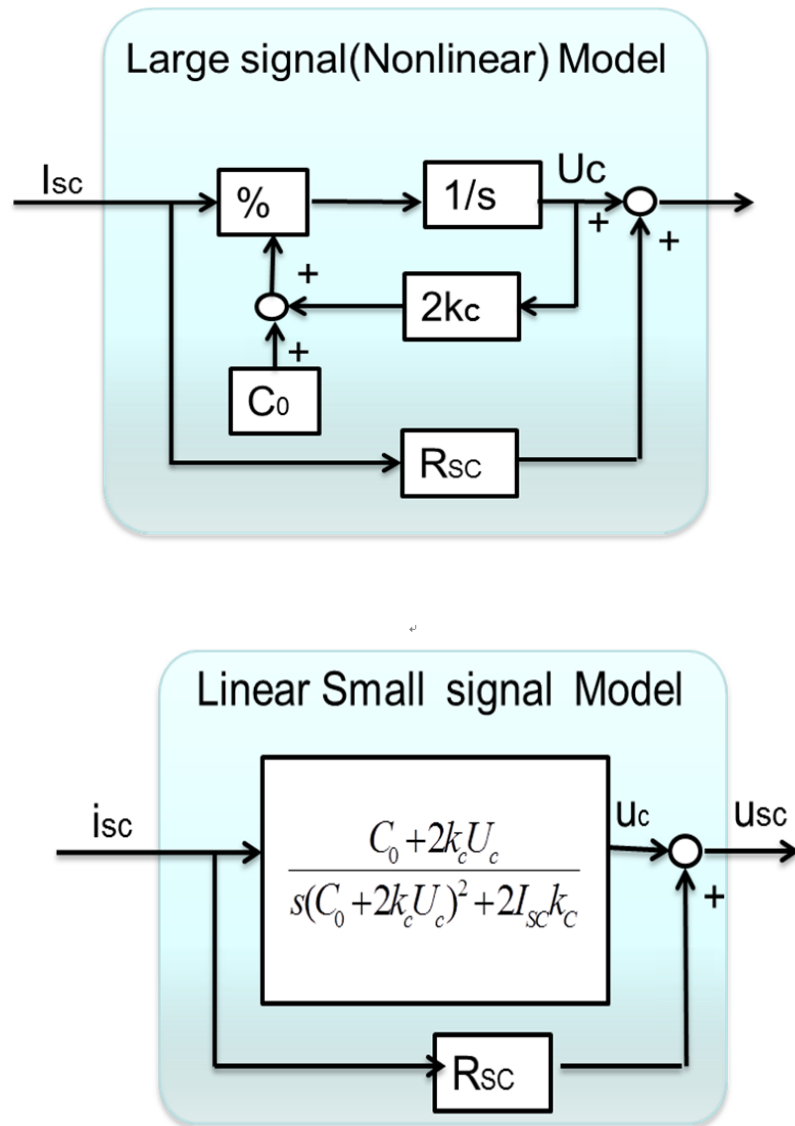 Large signal(Nonlinear) Model
Isc
%
1/s
Uc
+
+
+
2kc
+
C0
RSC
↵
Linear Small signal Model
isc
C0+2kcUc
s(C0+2kcUc)2+2ISCkC
uc
usc
+
RSC